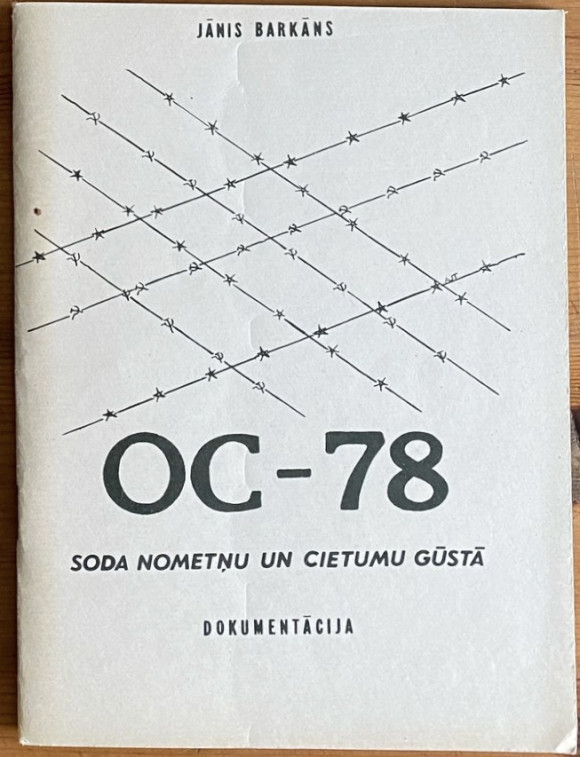 JĀNIS BARKĀNS
OC-78
SODA NOMETŅU UN CIETUMU GŪSTĀ
DOKUMENTĀCIJA